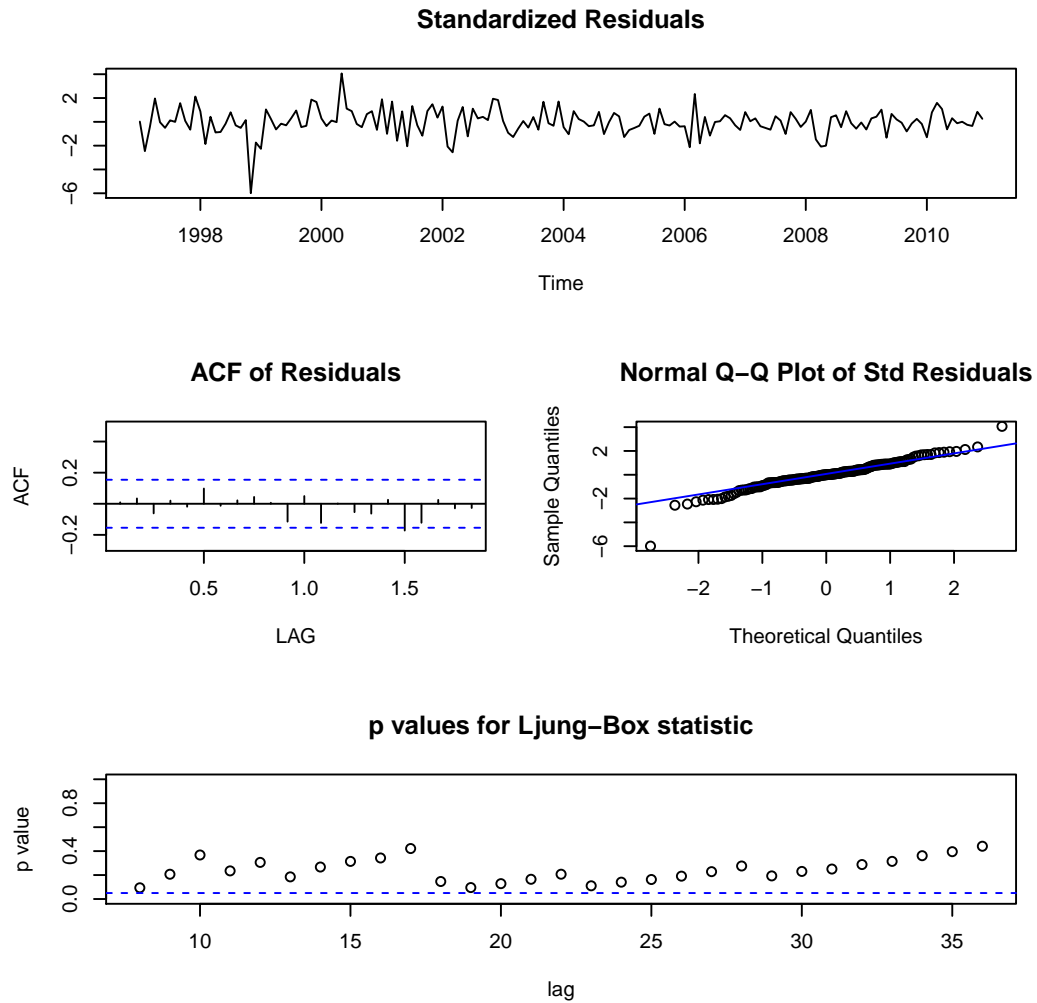 Standardized Residuals
2
−2
−6
1998 2000 2002 2004 2006 2008 2010
Time
ACF of Residuals
ACF
0.2
−0.2
0.5 1.0 1.5
LAG
Normal Q−Q Plot of Std Residuals
Sample Quantiles
2
−2
−6
−2 −1 0 1 2
Theoretical Quantiles
p values for Ljung−Box statistic
p value
0.8
0.4
0.0
10 15 20 25 30 35
lag